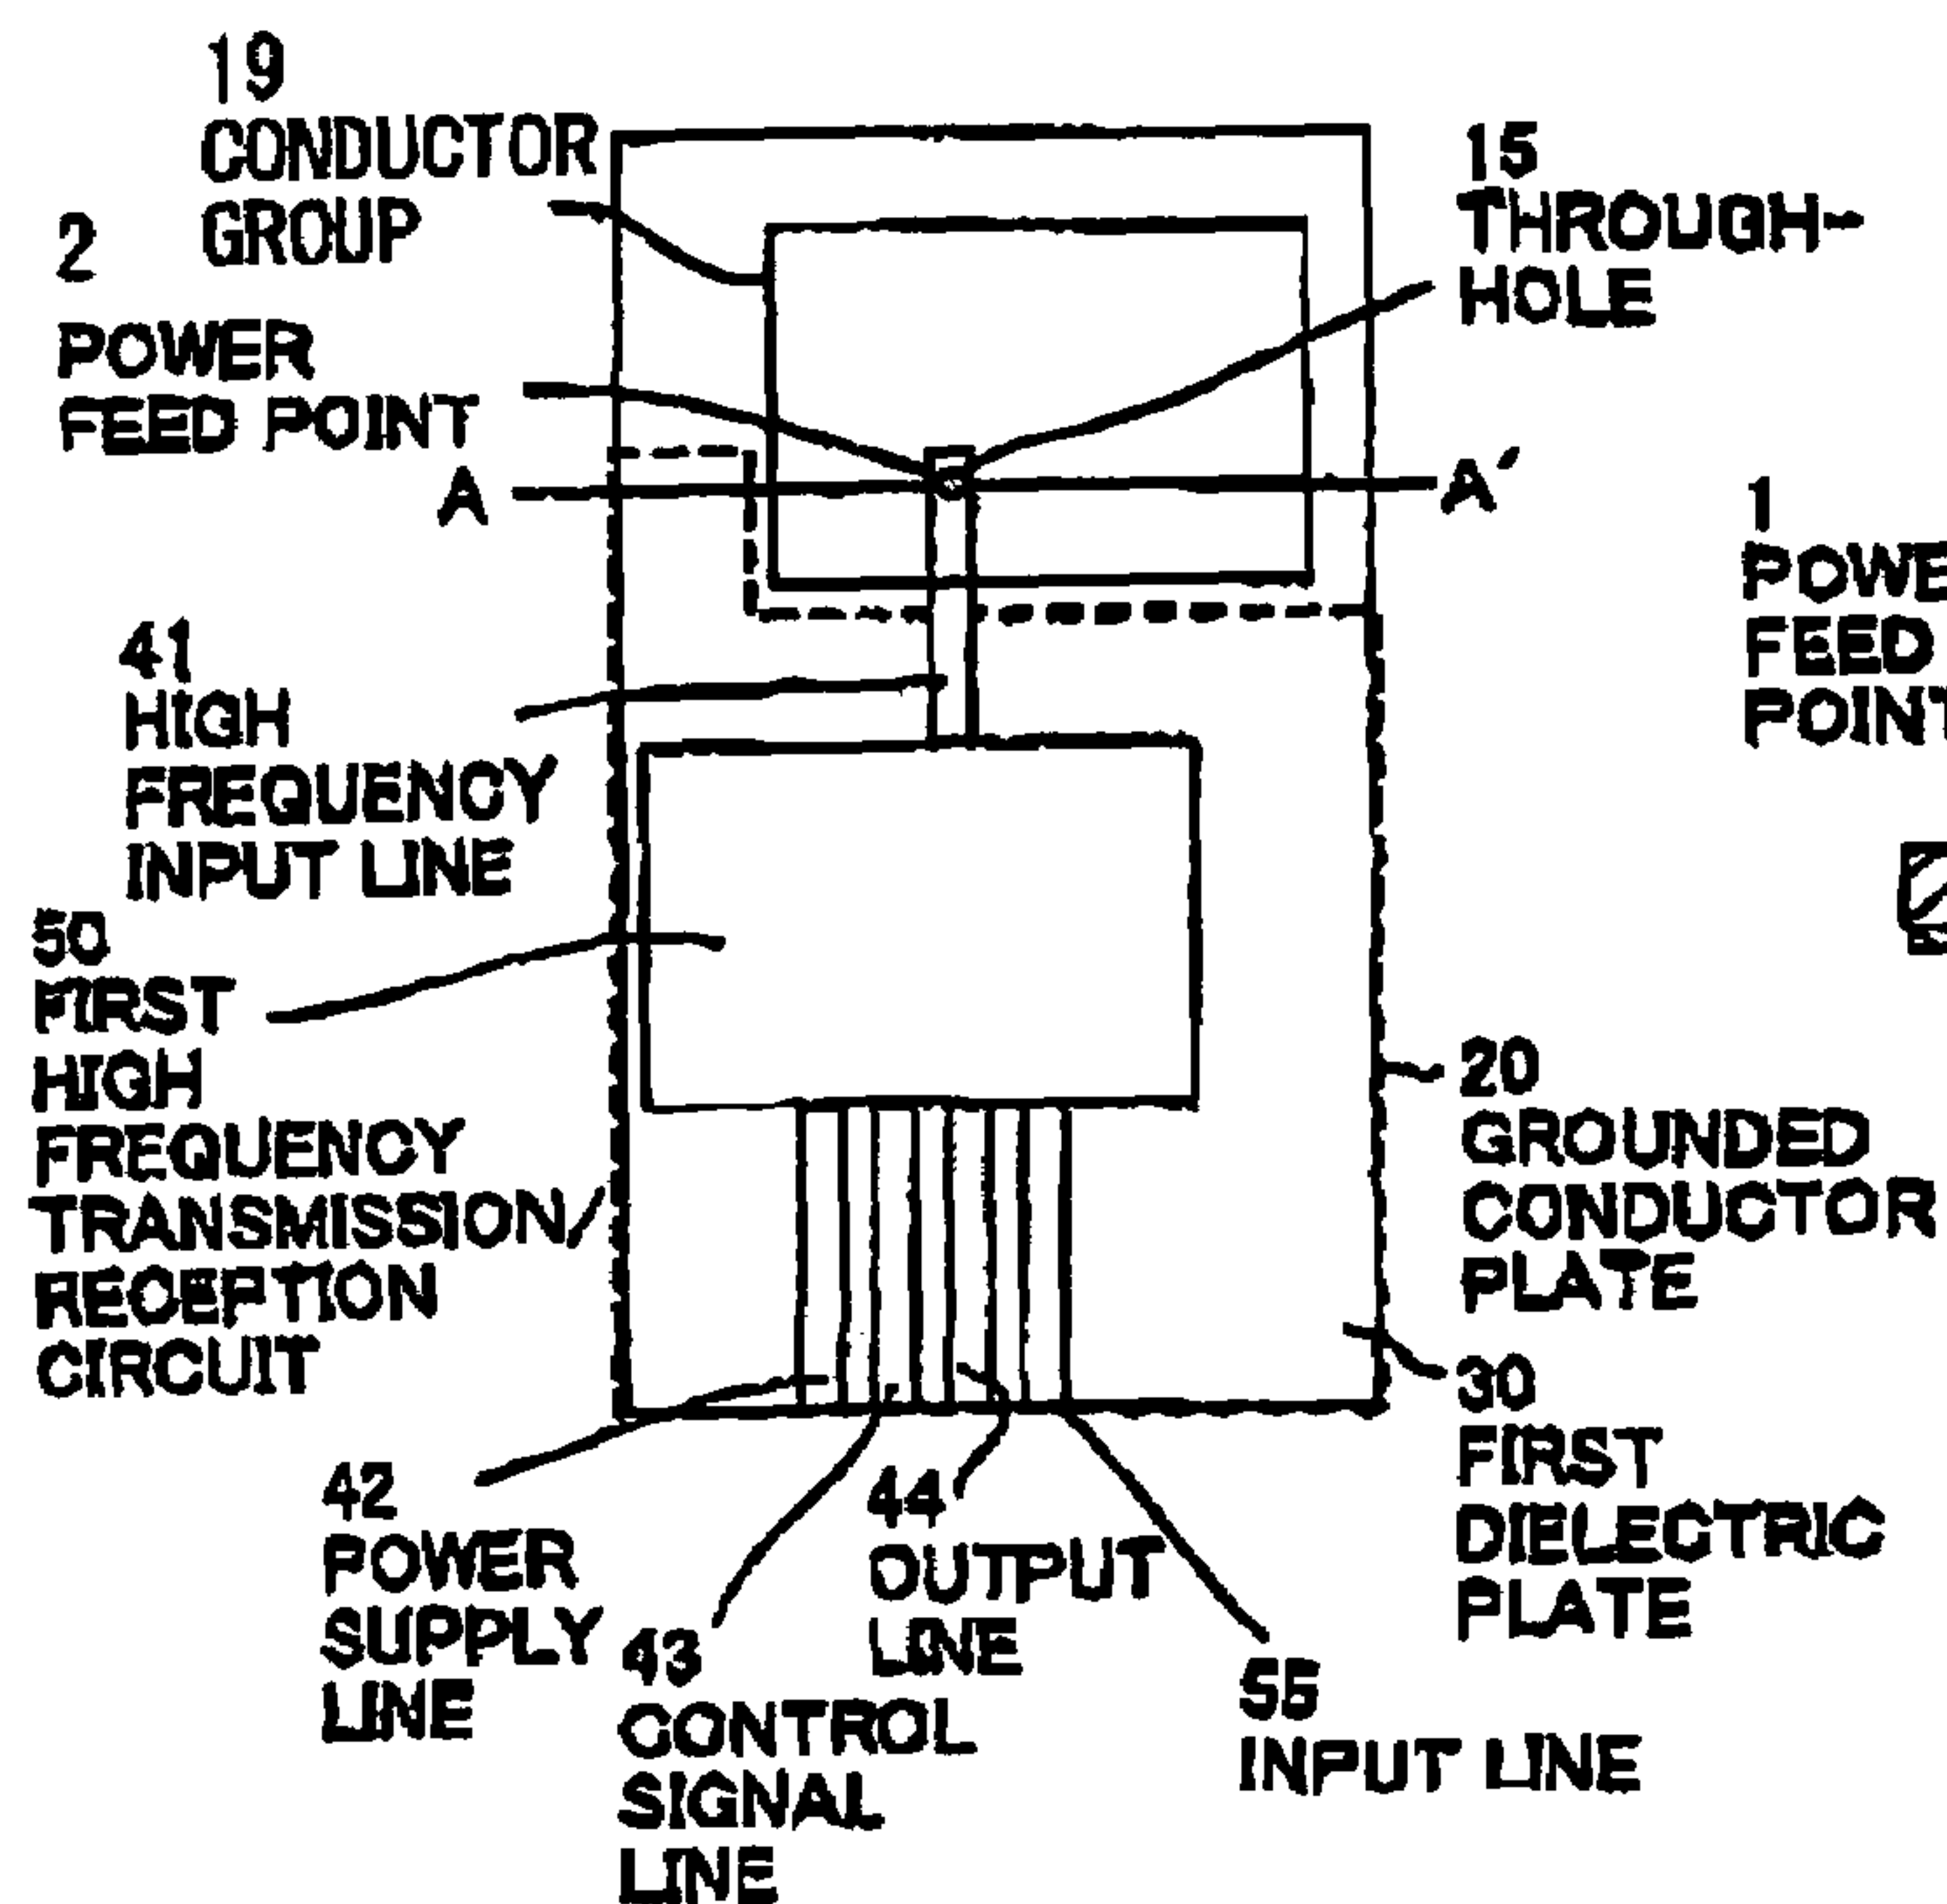 19
CONDUCTOR
GROUP
2
POWER
FEED POINT
A
41
HIGH
FREQUENCY
INPUT LINE
50
FIRST
HIGH
FREQUENCY
TRANSMISSION/
RECEPTION
CIRCUIT
42
POWER
SUPPLY
LINE
43
CONTROL
SIGNAL
LINE
44
OUTPUT
LINE
55
INPUT LINE
15
THROUGH-
HOLE
A′
20
GROUNDED
CONDUCTOR
PLATE
30
FIRST
DIELECTRIC
PLATE
1
POWE
FEED
POINT